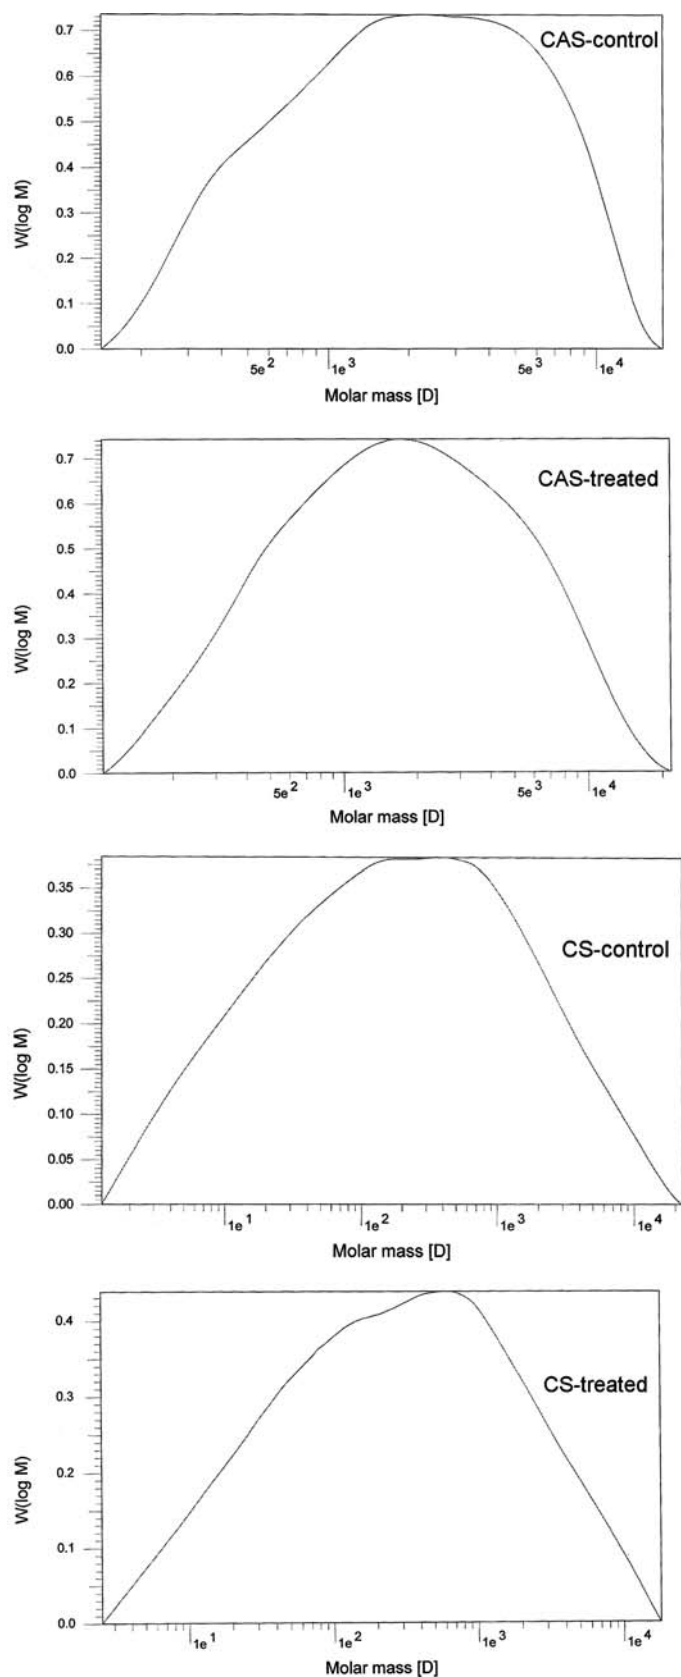 0.7
CAS-control
0.6
0.5
0.4
W(log M)
0.3
0.2
0.1
0.0
5e²
1e³
5e³
1e⁴
Molar mass [D]
0.7
CAS-treated
0.6
0.5
0.4
W(log M)
0.3
0.2
0.1
0.0
5e²
1e³
5e³
1e⁴
Molar mass [D]
0.35
0.30
CS-control
0.25
0.20
W(log M)
0.15
0.10
0.05
0.00
1e¹
1e²
1e³
1e⁴
Molar mass [D]
0.4
CS-treated
0.3
W(log M)
0.2
0.1
0.0
1e¹
1e²
1e³
1e⁴
Molar mass [D]